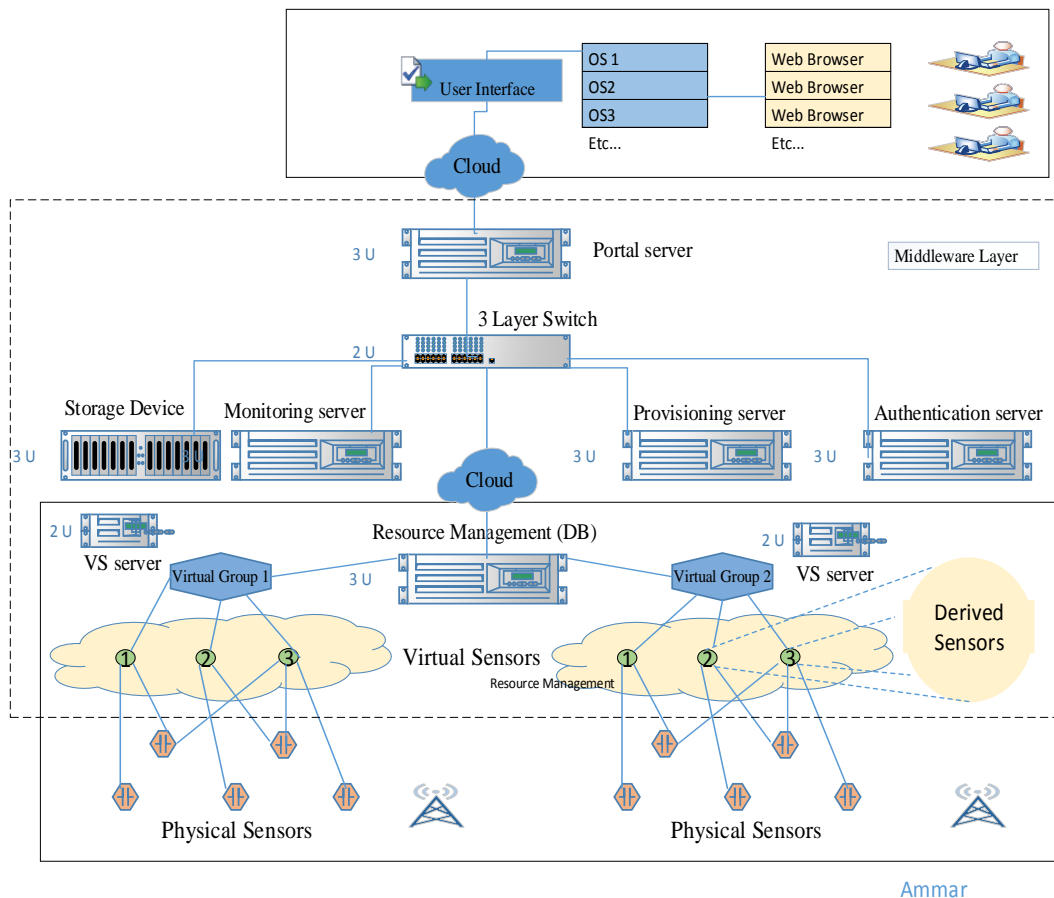 OS 1
Web Browser
User Interface
OS2
Web Browser
OS3
Web Browser
Etc...
Etc...
Cloud
Portal server
3 U
Middleware Layer
3 Layer Switch
2 U
Storage Device
Monitoring server
Provisioning server
Authentication server
3 U
3 U
3 U
3 U
Cloud
2 U
VS server
Resource Management (DB)
2 U
VS server
Virtual Group 1
3 U
Virtual Group 2
Derived
Sensors
1
2
3
Virtual Sensors
1
2
3
Resource Management
Physical Sensors
Physical Sensors
Ammar